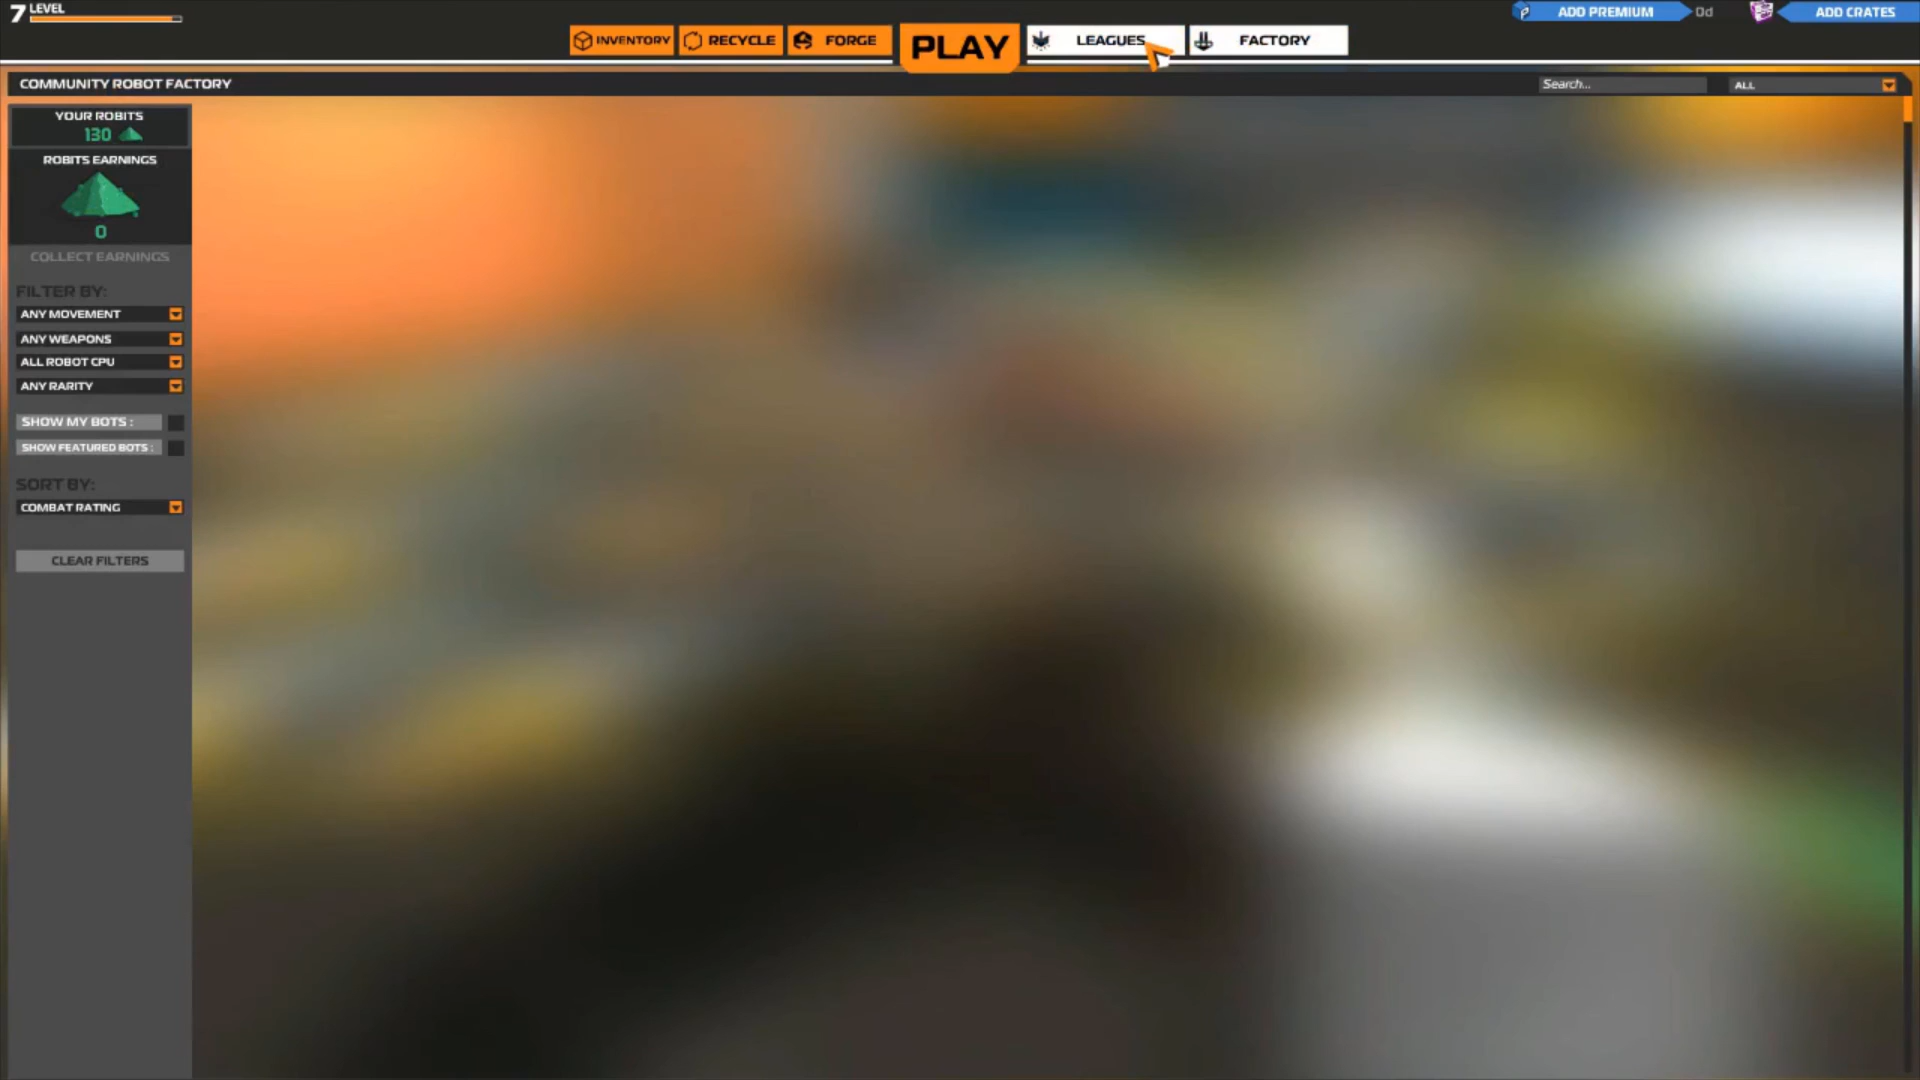 7 LEVEL
INVENTORY RECYCLE FORGE PLAY LEAGUES FACTORY
ADD PREMIUM 0d ADD CRATES
COMMUNITY ROBOT FACTORY
Search... ALL
YOUR ROBITS
130
ROBITS EARNINGS
0
COLLECT EARNINGS
FILTER BY:
ANY MOVEMENT
ANY WEAPONS
ALL ROBOT CPU
ANY RARITY
SHOW MY BOTS :
SHOW FEATURED BOTS :
SORT BY:
COMBAT RATING
CLEAR FILTERS